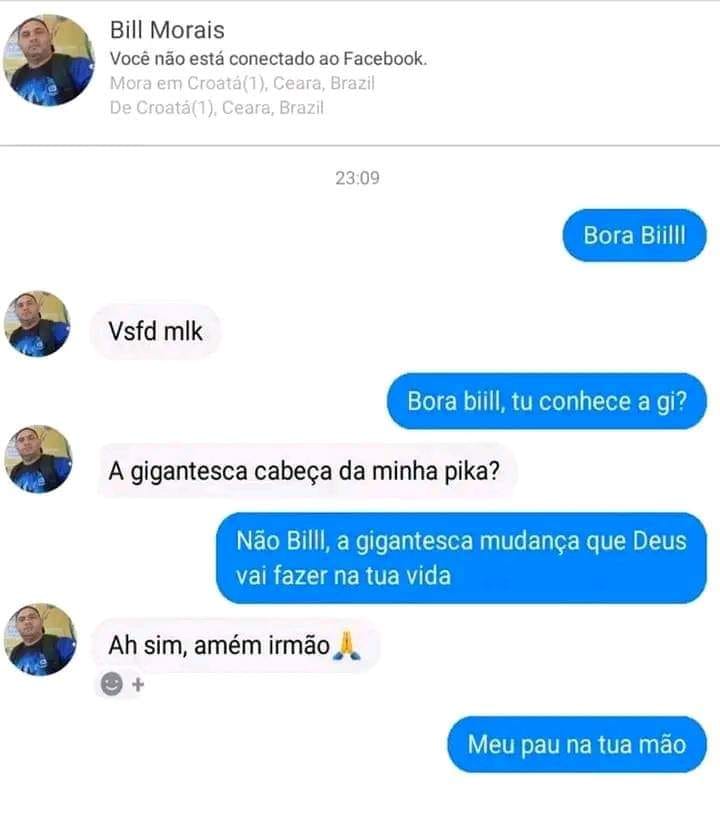 Bill Morais
Você não está conectado ao Facebook.
Mora em Croatá(1), Ceara, Brazil
De Croatá(1), Ceara, Brazil
23:09
Bora Biilll
Vsfd mlk
Bora biill, tu conhece a gi?
A gigantesca cabeça da minha pika?
Não Billl, a gigantesca mudança que Deus
vai fazer na tua vida
Ah sim, amém irmão🙏
Meu pau na tua mão